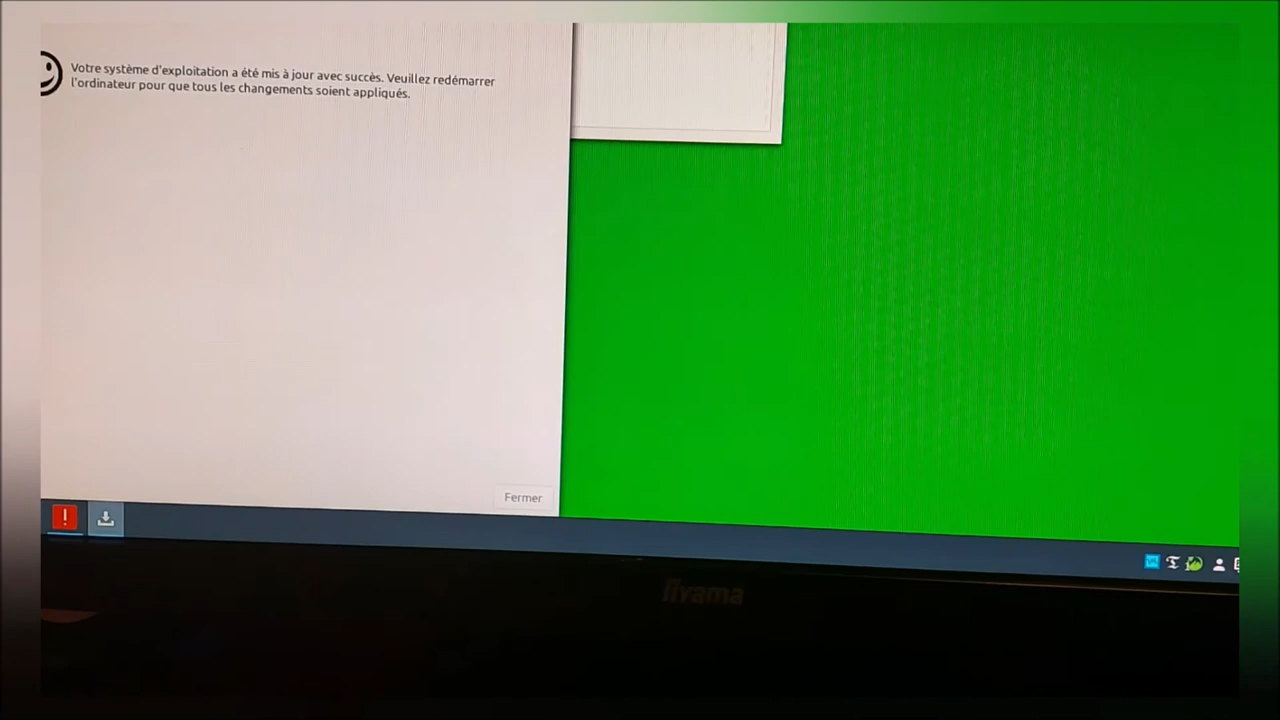 Votre système d'exploitation a été mis à jour avec succès. Veuillez redémarrer
l'ordinateur pour que tous les changements soient appliqués.
Fermer
iiyama